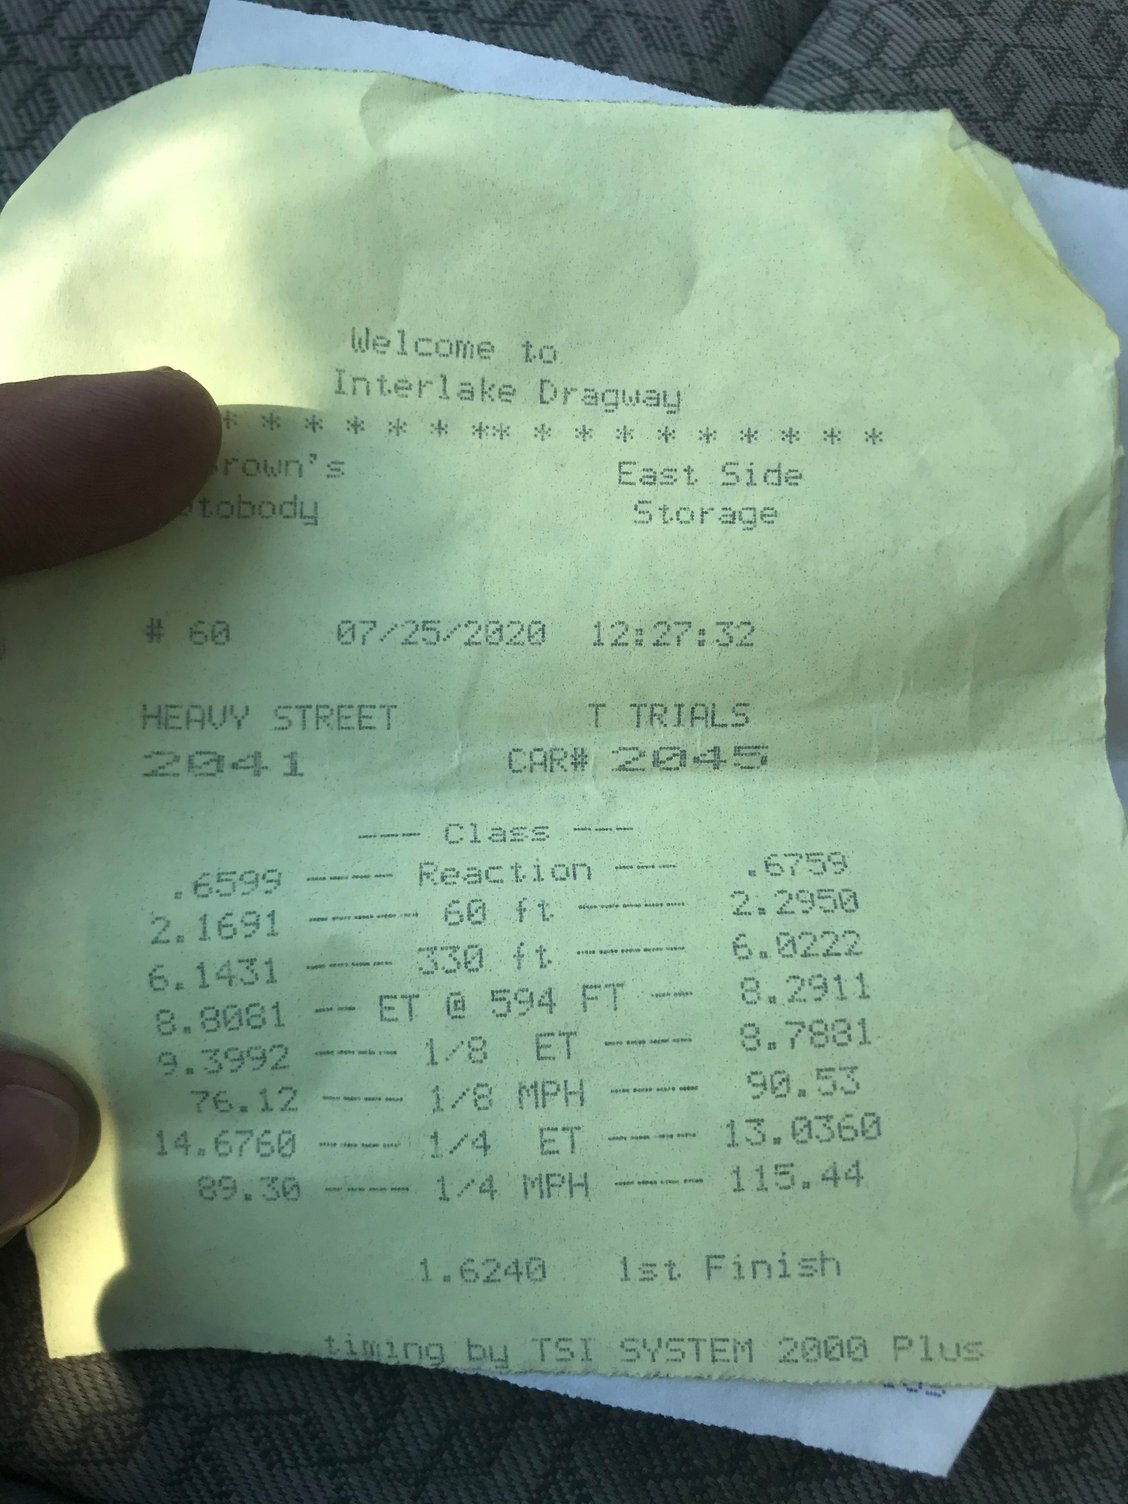 Welcome to
Interlake Dragway
* * * * * * ** * * * * * * * * *
East Side
Storage
# 60 07/25/2020 12:27:32
HEAVY STREET T TRIALS
2041 CAR# 2045
--- Class ---
.6599 ---- Reaction --- .6759
2.1691 ----- 60 ft ----- 2.2950
6.1431 ---- 330 ft ----- 6.0222
8.8081 -- ET @ 594 FT -- 8.2911
9.3992 ---- 1/8 ET ---- 8.7881
76.12 ---- 1/8 MPH ---- 90.53
14.6760 ---- 1/4 ET ---- 13.0360
89.30 ---- 1/4 MPH ---- 115.44
1.6240 1st Finish
timing by TSI SYSTEM 2000 Plus